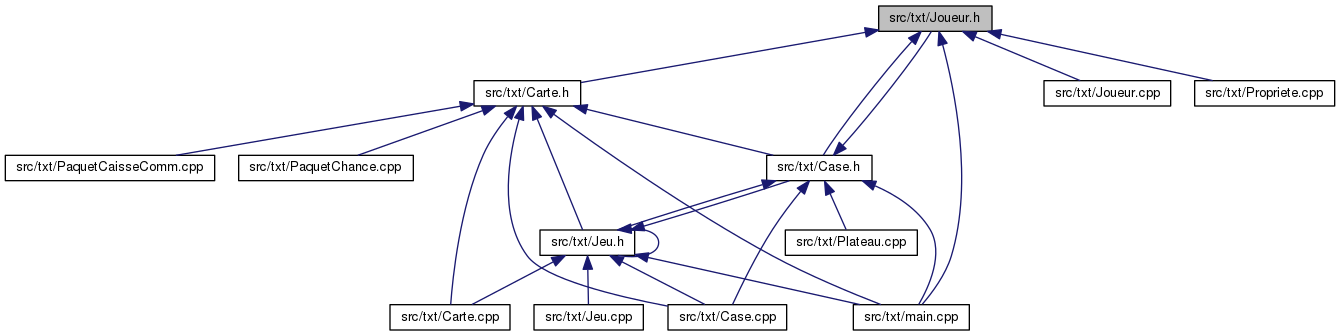 src/txt/Joueur.h
src/txt/Carte.h
src/txt/Joueur.cpp
src/txt/Propriete.cpp
src/txt/PaquetCaisseComm.cpp
src/txt/PaquetChance.cpp
src/txt/Case.h
src/txt/Jeu.h
src/txt/Plateau.cpp
src/txt/Carte.cpp
src/txt/Jeu.cpp
src/txt/Case.cpp
src/txt/main.cpp